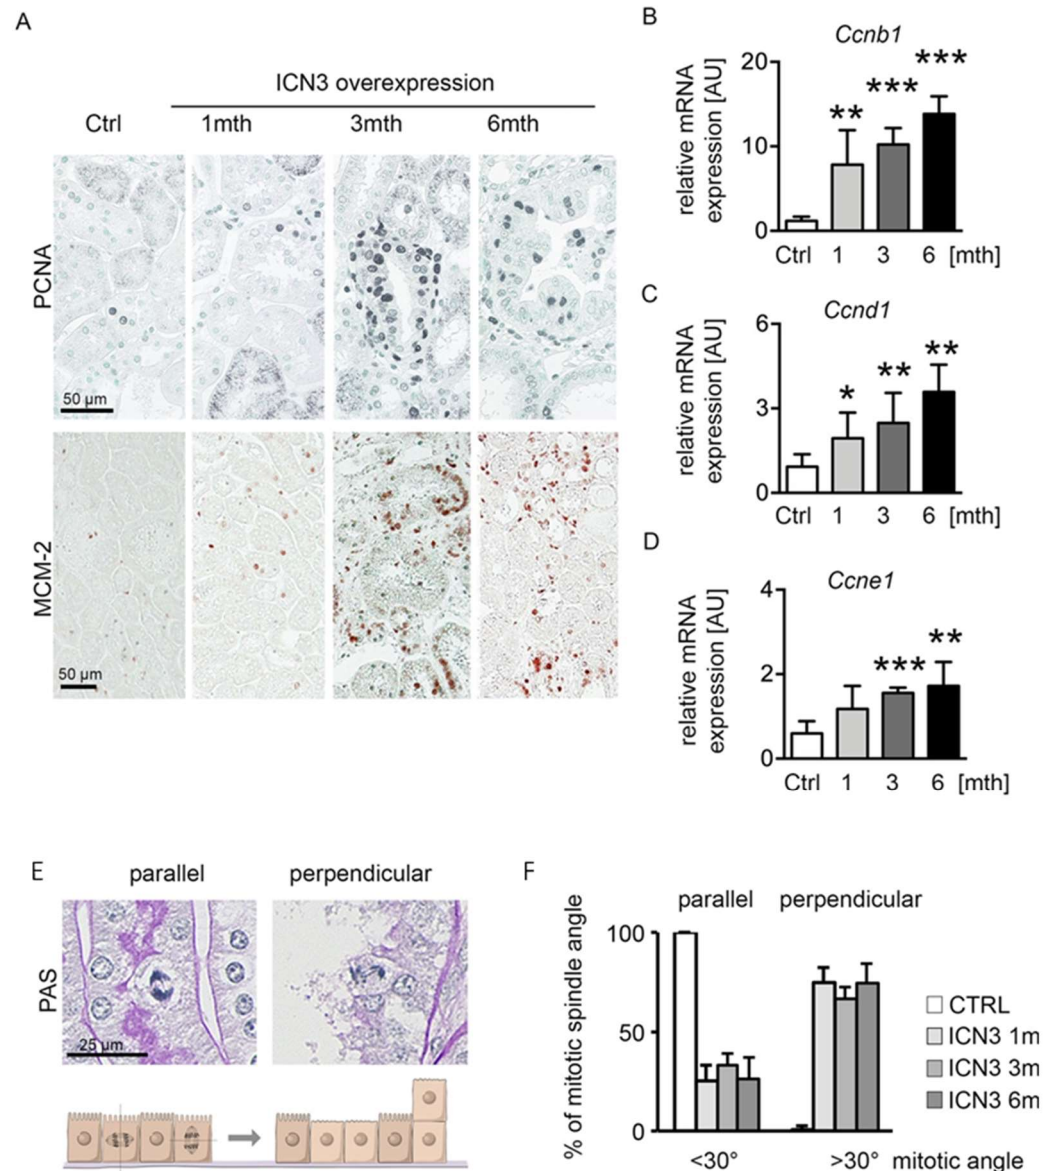 A
ICN3 overexpression
Ctrl 1mth 3mth 6mth
PCNA
50 µm
MCM-2
50 µm
B
Ccnb1
relative mRNA
expression [AU]
20
10
0
** *** ***
Ctrl 1 3 6 [mth]
C
Ccnd1
relative mRNA
expression [AU]
6
3
0
* ** **
Ctrl 1 3 6 [mth]
D
Ccne1
relative mRNA
expression [AU]
4
2
0
*** **
Ctrl 1 3 6 [mth]
E
parallel perpendicular
PAS
25 µm
F
parallel perpendicular
% of mitotic spindle angle
100
50
0
<30° >30° mitotic angle
CTRL
ICN3 1m
ICN3 3m
ICN3 6m